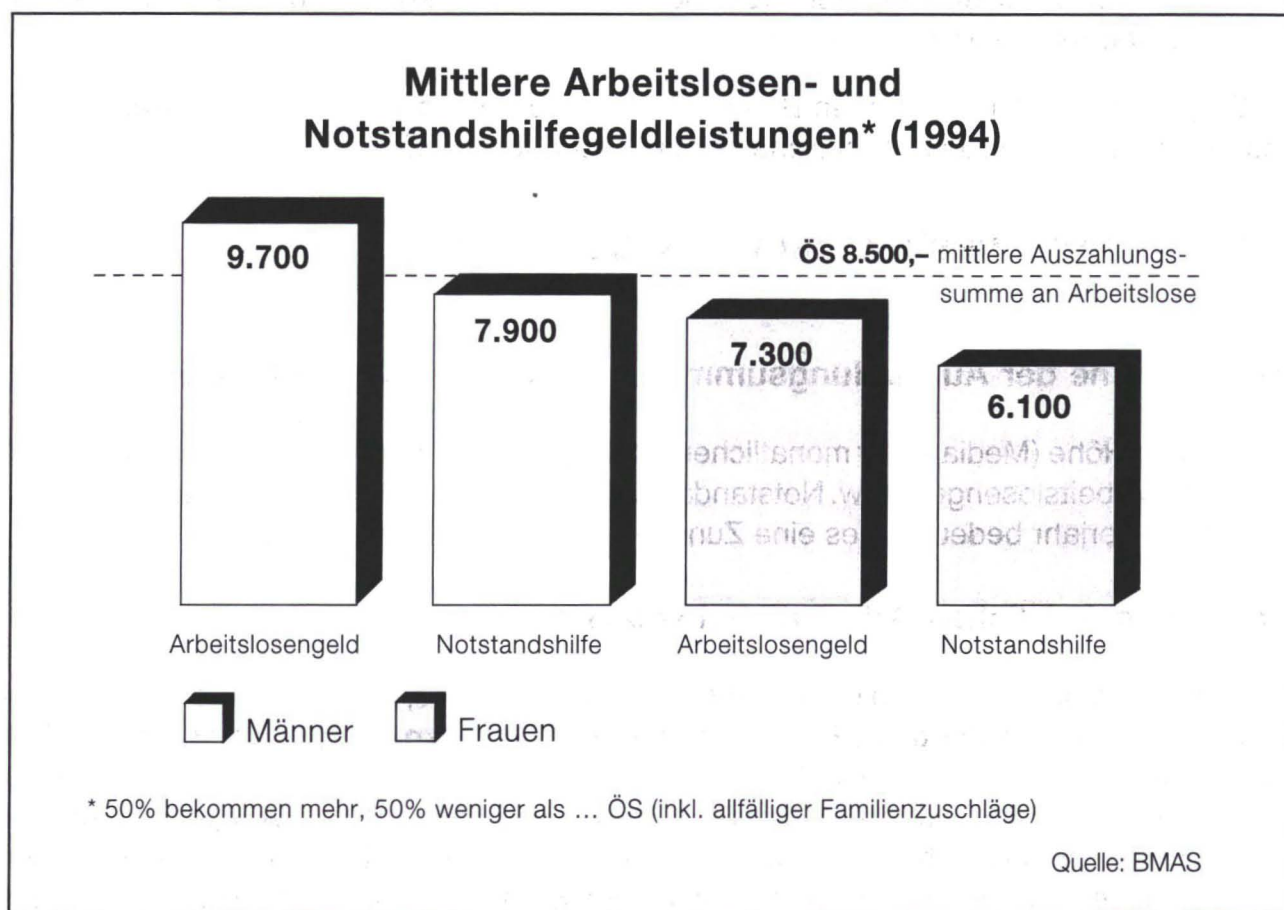 Mittlere Arbeitslosen- und
Notstandshilfegeldleistungen* (1994)
9.700
7.900
7.300
6.100
ÖS 8.500,– mittlere Auszahlungs-
summe an Arbeitslose
Arbeitslosengeld
Notstandshilfe
Arbeitslosengeld
Notstandshilfe
Männer
Frauen
* 50% bekommen mehr, 50% weniger als ... ÖS (inkl. allfälliger Familienzuschläge)
Quelle: BMAS